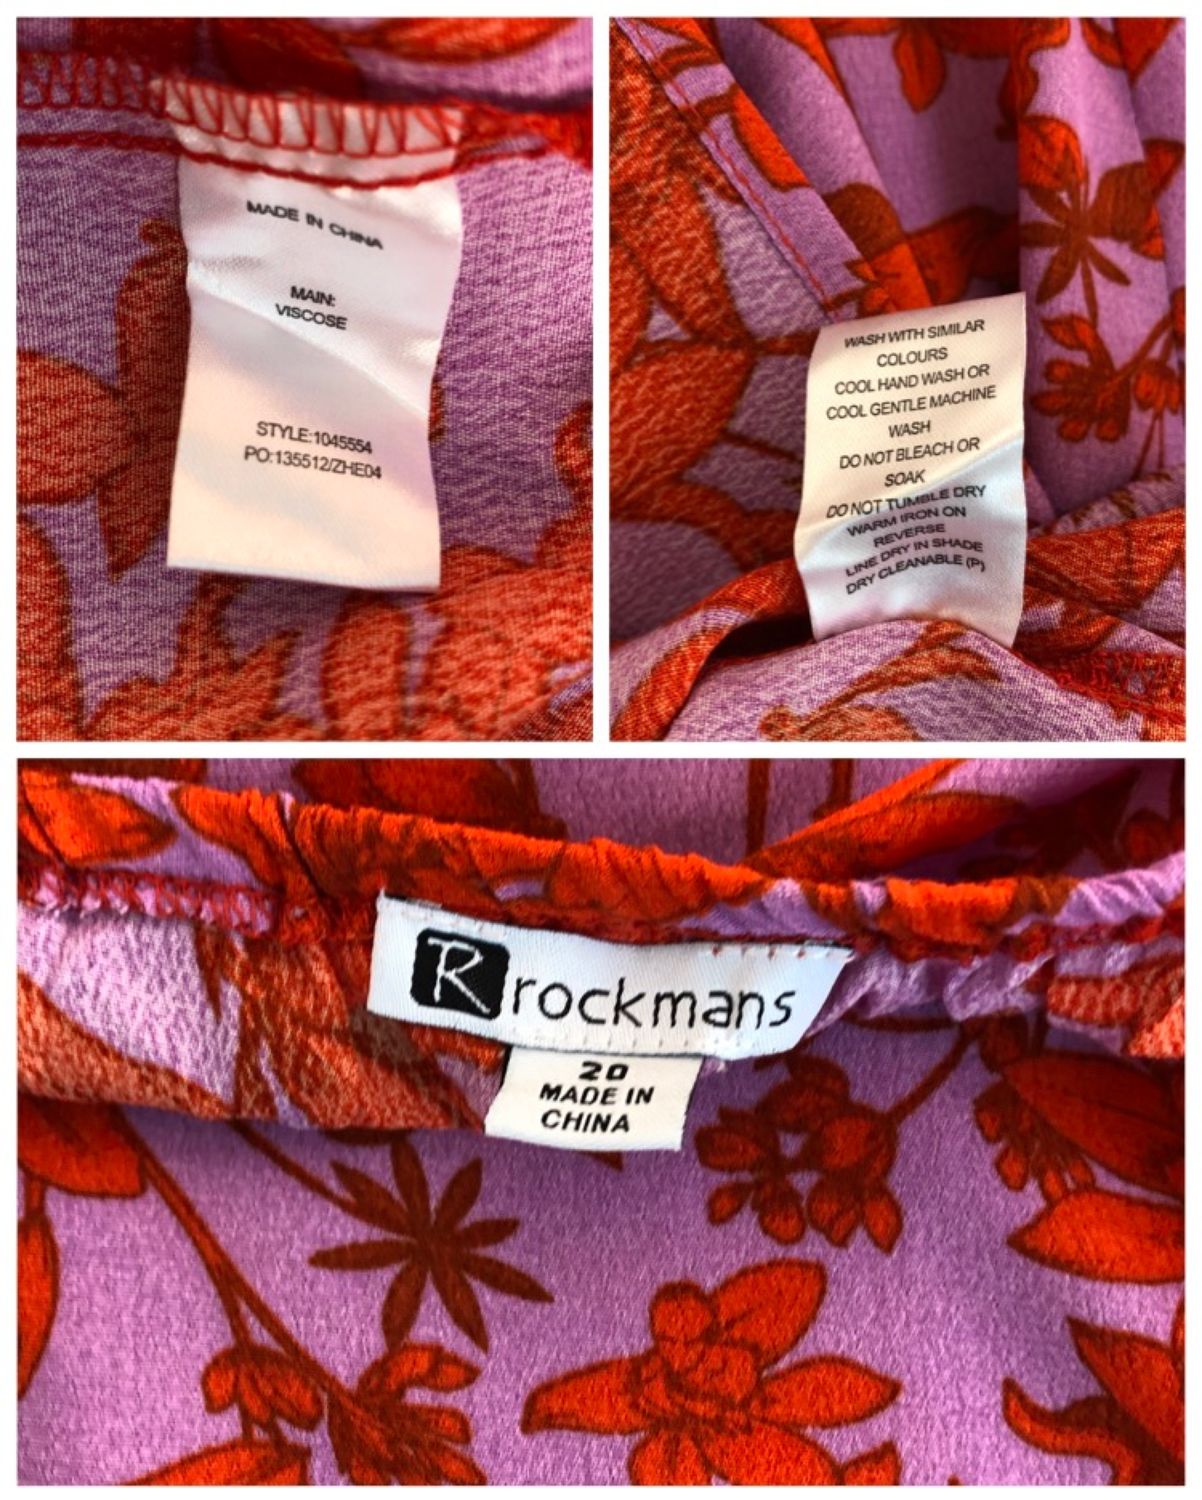 MADE IN CHINA
MAIN:
VISCOSE
STYLE:1045554
PO:135512/ZHE04
WASH WITH SIMILAR
COLOURS
COOL HAND WASH OR
COOL GENTLE MACHINE
WASH
DO NOT BLEACH OR
SOAK
DO NOT TUMBLE DRY
WARM IRON ON
REVERSE
LINE DRY IN SHADE
DRY CLEANABLE (P)
R rockmans
20
MADE IN
CHINA